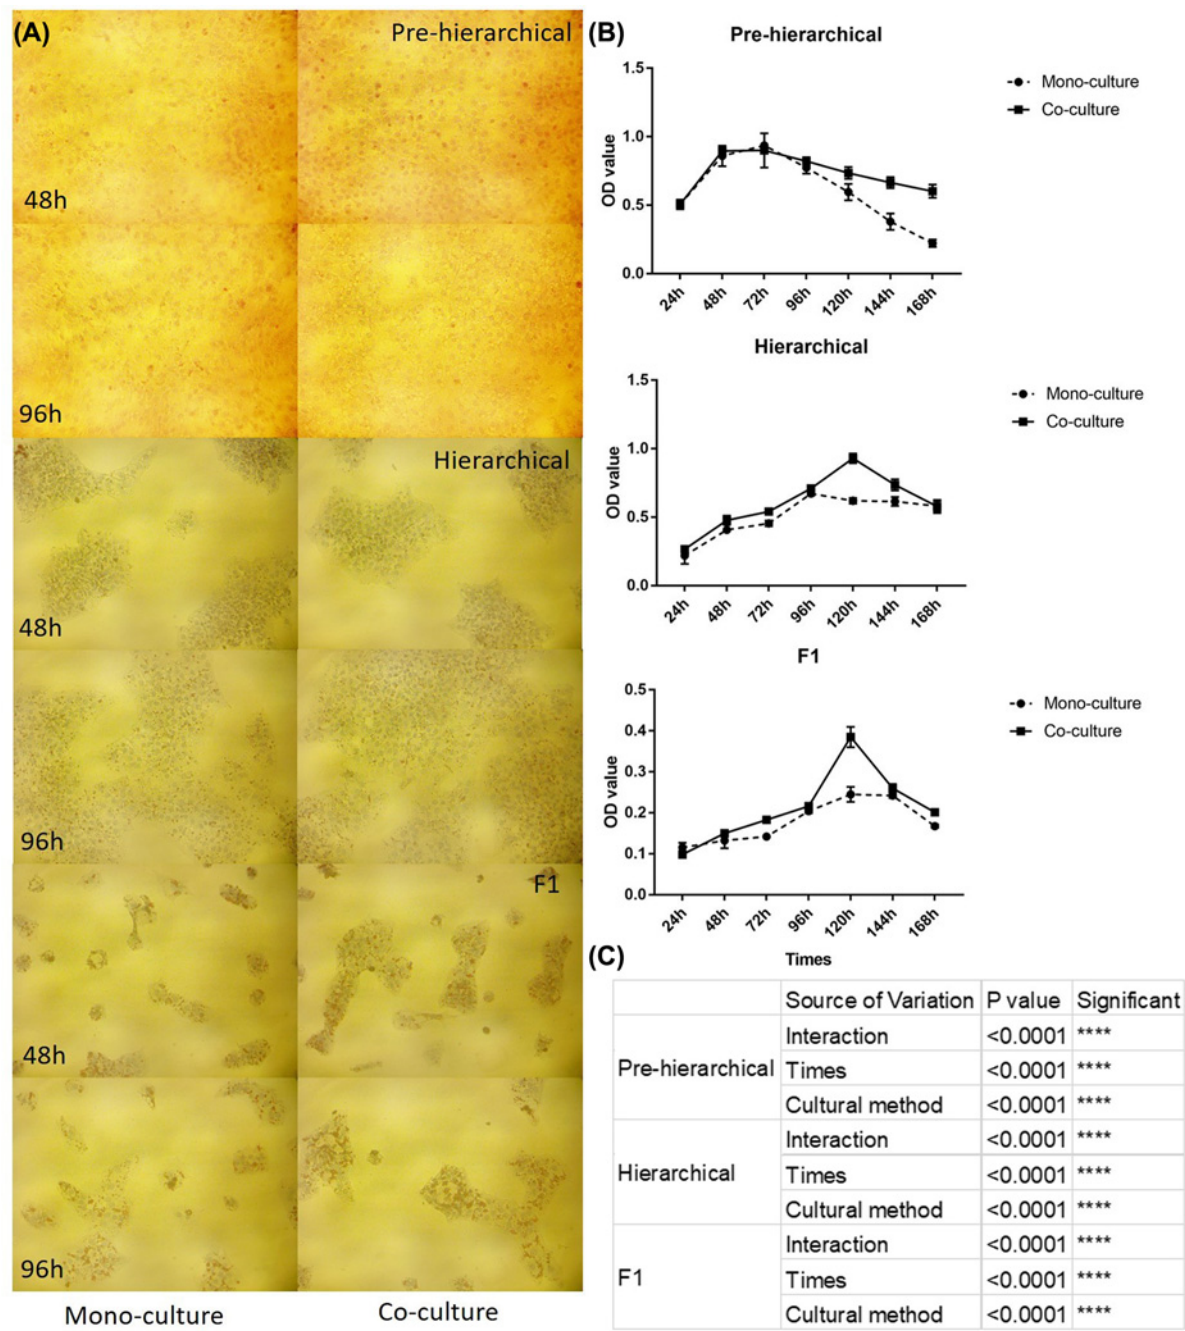 (A)
Pre-hierarchical
48h
96h
Hierarchical
48h
96h
F1
48h
96h
Mono-culture
Co-culture
(B)
Pre-hierarchical
Mono-culture
Co-culture
OD value
1.5
1.0
0.5
0.0
24h
48h
72h
96h
120h
144h
168h
Hierarchical
Mono-culture
Co-culture
OD value
1.5
1.0
0.5
0.0
24h
48h
72h
96h
120h
144h
168h
F1
Mono-culture
Co-culture
OD value
0.5
0.4
0.3
0.2
0.1
0.0
24h
48h
72h
96h
120h
144h
168h
Times
(C)
Source of Variation P value Significant
Pre-hierarchical
Interaction <0.0001 ****
Times <0.0001 ****
Cultural method <0.0001 ****
Hierarchical
Interaction <0.0001 ****
Times <0.0001 ****
Cultural method <0.0001 ****
F1
Interaction <0.0001 ****
Times <0.0001 ****
Cultural method <0.0001 ****